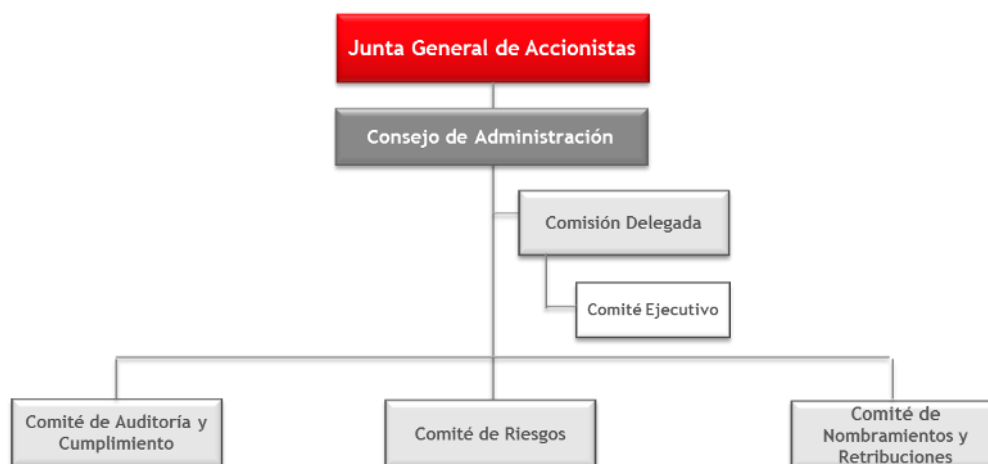 Junta General de Accionistas
Consejo de Administración
Comisión Delegada
Comité Ejecutivo
Comité de Auditoría y
Cumplimiento
Comité de Riesgos
Comité de
Nombramientos y
Retribuciones